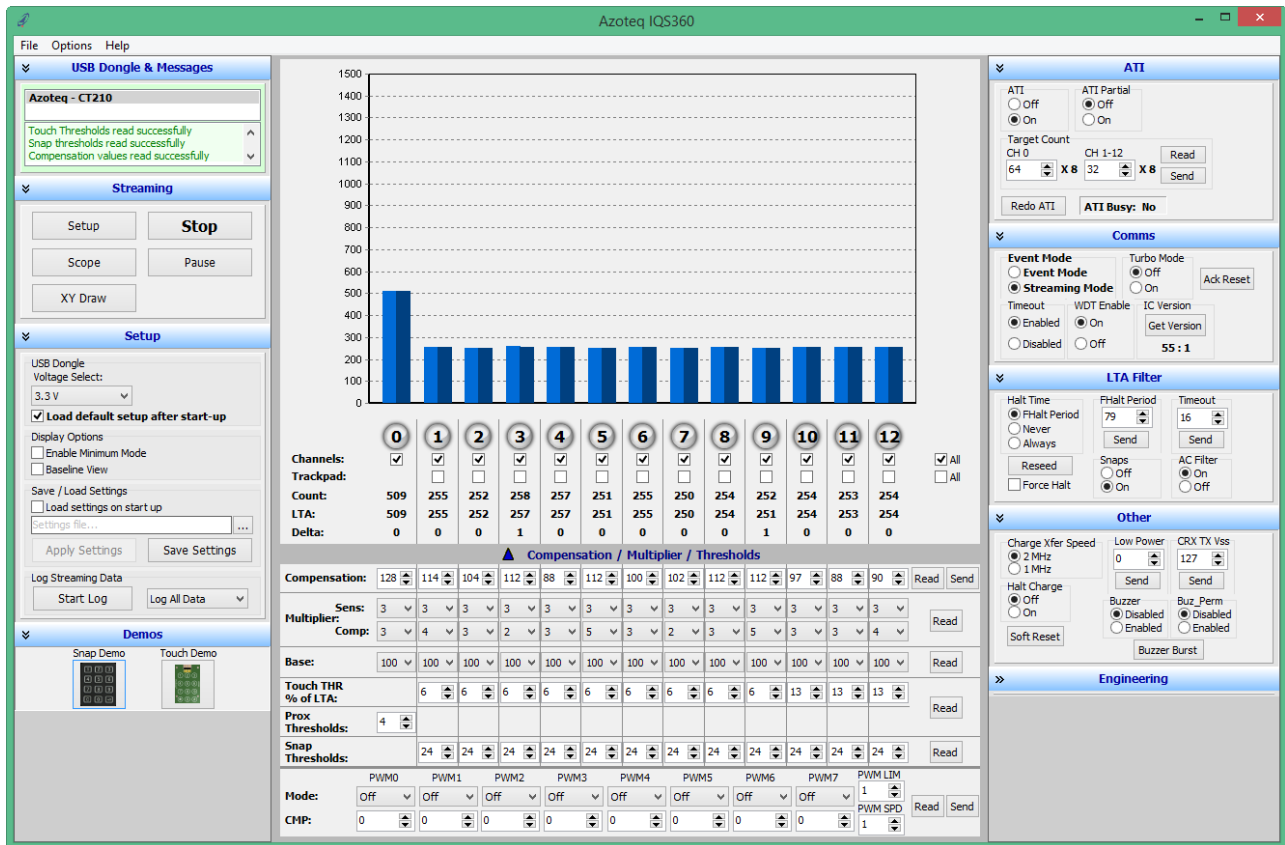 Azoteq IQS360
File Options Help
USB Dongle & Messages
Azoteq - CT210
Touch Thresholds read successfully
Snap thresholds read successfully
Compensation values read successfully
Streaming
Setup Stop
Scope Pause
XY Draw
Setup
USB Dongle
Voltage Select:
3.3 V
Load default setup after start-up
Display Options
Enable Minimum Mode
Baseline View
Save / Load Settings
Load settings on start up
Settings file... ...
Apply Settings Save Settings
Log Streaming Data
Start Log Log All Data
Demos
Snap Demo Touch Demo
1500
1400
1300
1200
1100
1000
900
800
700
600
500
400
300
200
100
0
0 1 2 3 4 5 6 7 8 9 10 11 12
Channels: All
Trackpad: All
Count: 509 255 252 258 257 251 255 250 254 252 254 253 254
LTA: 509 255 252 257 257 251 255 250 254 251 254 253 254
Delta: 0 0 0 1 0 0 0 0 0 1 0 0 0
Compensation / Multiplier / Thresholds
Compensation: 128 114 104 112 88 112 100 102 112 112 97 88 90 Read Send
Sens: 3 3 3 3 3 3 3 3 3 3 3 3 3
Multiplier: Read
Comp: 3 4 3 2 3 5 3 2 3 5 3 3 4
Base: 100 100 100 100 100 100 100 100 100 100 100 100 100 Read
Touch THR
% of LTA: 6 6 6 6 6 6 6 6 6 13 13 13 Read
Prox
Thresholds: 4
Snap
Thresholds: 24 24 24 24 24 24 24 24 24 24 24 24 Read
PWM0 PWM1 PWM2 PWM3 PWM4 PWM5 PWM6 PWM7 PWM LIM
Mode: Off Off Off Off Off Off Off Off 1
PWM SPD Read Send
CMP: 0 0 0 0 0 0 0 0 1
ATI
ATI ATI Partial
Off Off
On On
Target Count
CH 0 CH 1-12 Read
64 X 8 32 X 8 Send
Redo ATI ATI Busy: No
Comms
Event Mode Turbo Mode
Event Mode Off Ack Reset
Streaming Mode On
Timeout WDT Enable IC Version
Enabled On Get Version
Disabled Off 55 : 1
LTA Filter
Halt Time FHalt Period Timeout
FHalt Period 79 16
Never Send Send
Always
Reseed Snaps AC Filter
Off On
Force Halt On Off
Other
Charge Xfer Speed Low Power CRX TX Vss
2 MHz 0 127
1 MHz Send Send
Halt Charge
Off Buzzer Buz_Perm
On Disabled Disabled
Soft Reset Enabled Enabled
Buzzer Burst
Engineering